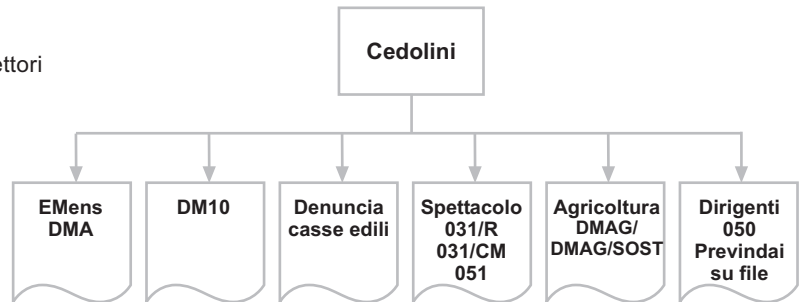 ettori
Cedolini
EMens
DMA
DM10
Denuncia
casse edili
Spettacolo
031/R
031/CM
051
Agricoltura
DMAG/
DMAG/SOST
Dirigenti
050
Previndai
su file